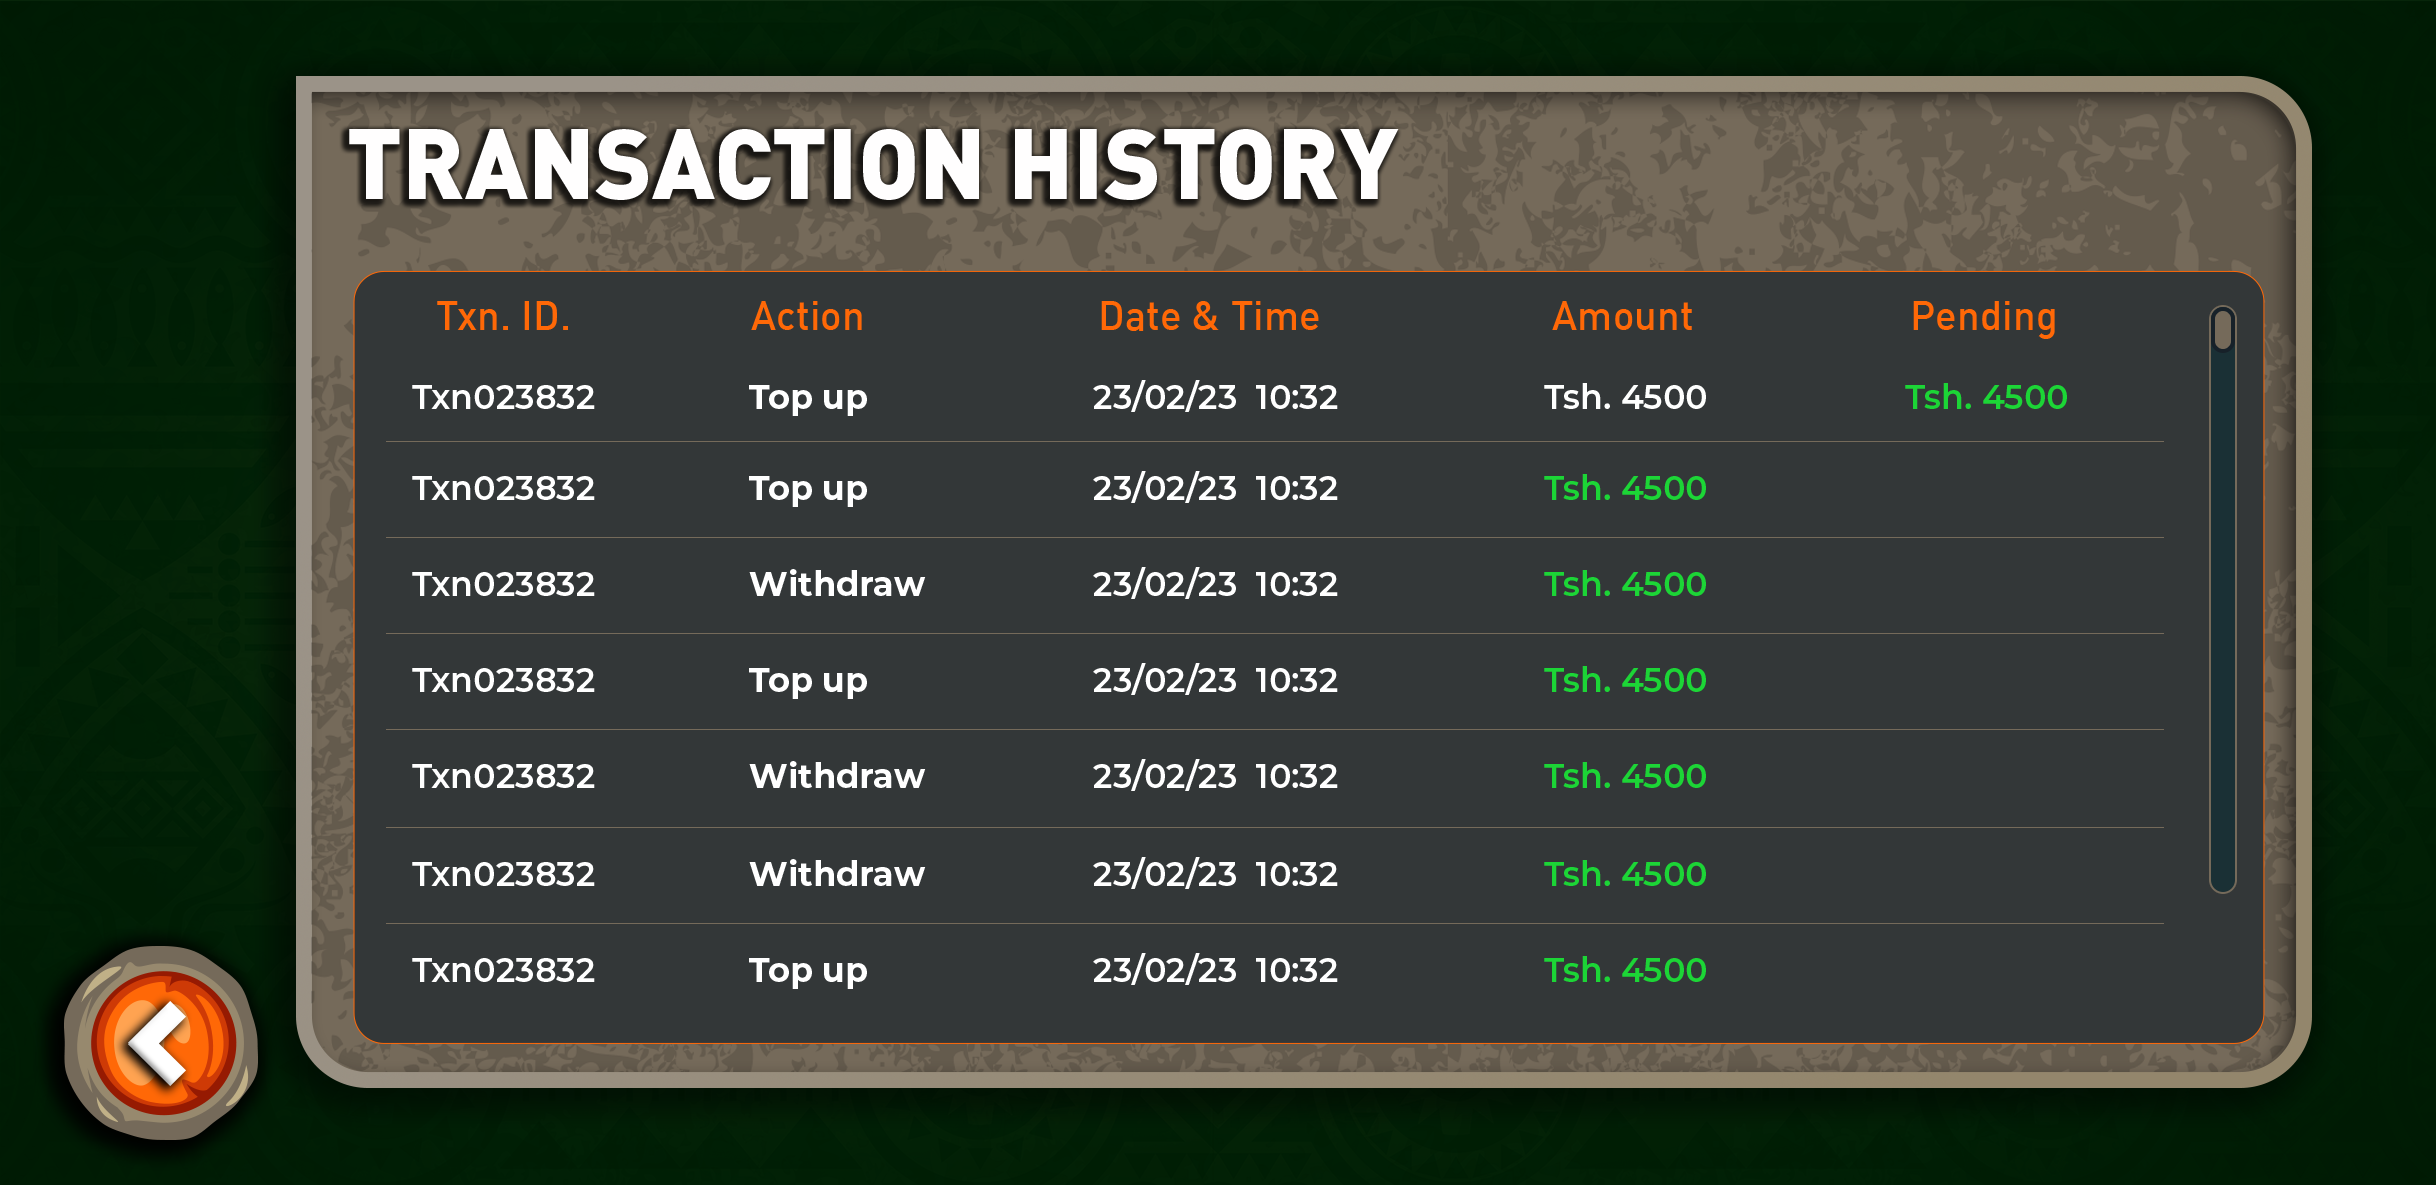 TRANSACTION HISTORY
Txn. ID. Action Date & Time Amount Pending
Txn023832 Top up 23/02/23 10:32 Tsh. 4500 Tsh. 4500
Txn023832 Top up 23/02/23 10:32 Tsh. 4500
Txn023832 Withdraw 23/02/23 10:32 Tsh. 4500
Txn023832 Top up 23/02/23 10:32 Tsh. 4500
Txn023832 Withdraw 23/02/23 10:32 Tsh. 4500
Txn023832 Withdraw 23/02/23 10:32 Tsh. 4500
Txn023832 Top up 23/02/23 10:32 Tsh. 4500